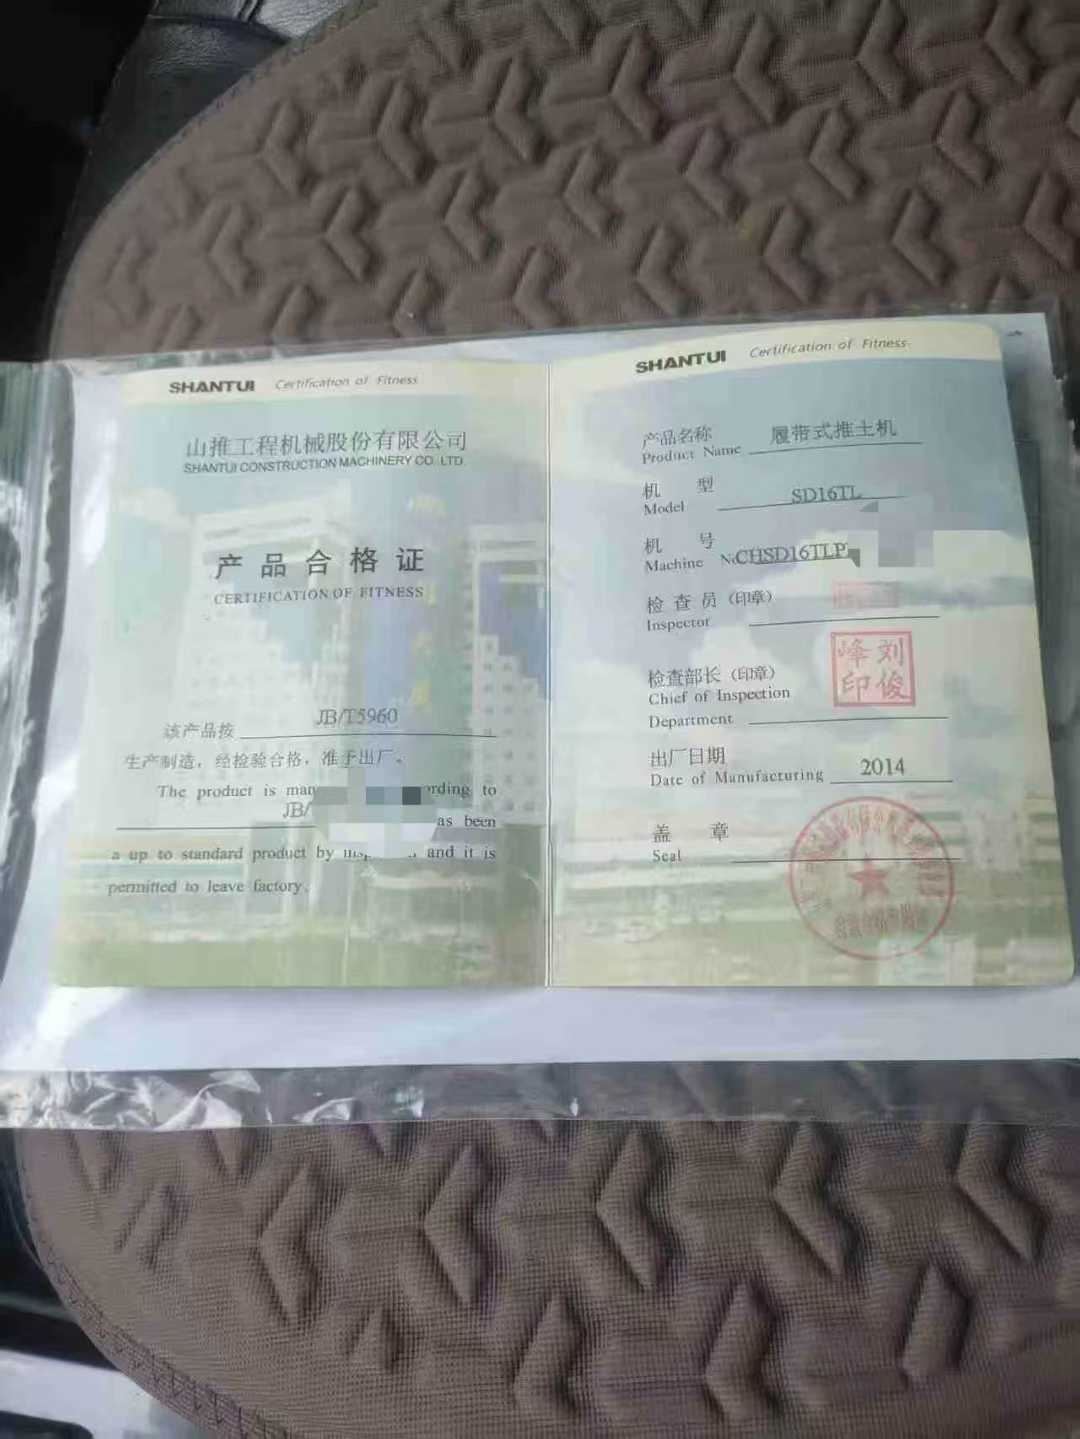 SHANTUI Certification of Fitness
山推工程机械股份有限公司
SHANTUI CONSTRUCTION MACHINERY CO. LTD.
产品合格证
CERTIFICATION OF FITNESS
该产品按 JB/T5960
生产制造，经检验合格，准予出厂。
The product is ording to
JB/ as been
a up to standard product by and it is
permitted to leave factory.
SHANTUI Certification of Fitness
产品名称 履带式推土机
Product Name
机 型 SD16TL
Model
机 号
Machine № CHSD16TLP
检查员（印章）
Inspector
检查部长（印章）
Chief of Inspection
Department
刘俊峰印
出厂日期
Date of Manufacturing 2014
盖 章
Seal